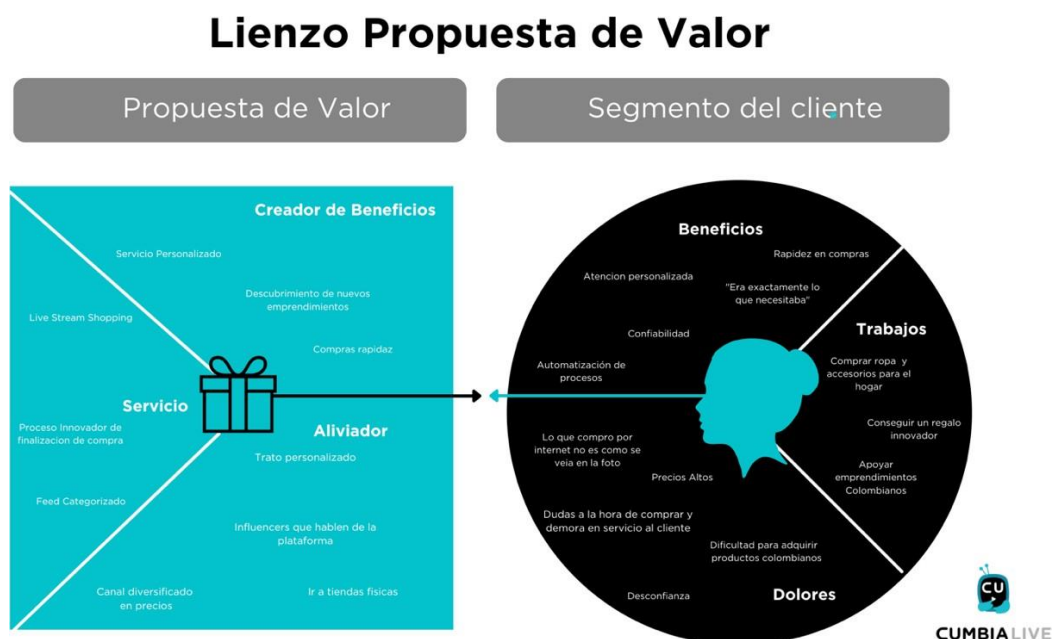 Lienzo Propuesta de Valor
Propuesta de Valor
Segmento del cliente
Creador de Beneficios
Servicio Personalizado
Descubrimiento de nuevos
emprendimientos
Live Stream Shopping
Compras rapidaz
Servicio
Proceso Innovador de
finalizacion de compra
Feed Categorizado
Aliviador
Trato personalizado
Influencers que hablen de la
plataforma
Canal diversificado
en precios
Ir a tiendas fisicas
Beneficios
Rapidez en compras
Atencion personalizada
"Era exactamente lo
que necesitaba"
Confiabilidad
Automatización de
procesos
Trabajos
Comprar ropa y
accesorios para el
hogar
Conseguir un regalo
innovador
Apoyar
emprendimientos
Colombianos
Lo que compro por
internet no es como se
veia en la foto
Precios Altos
Dudas a la hora de comprar y
demora en servicio al cliente
Dificultad para adquirir
productos colombianos
Desconfianza
Dolores
CU
CUMBIALIVE